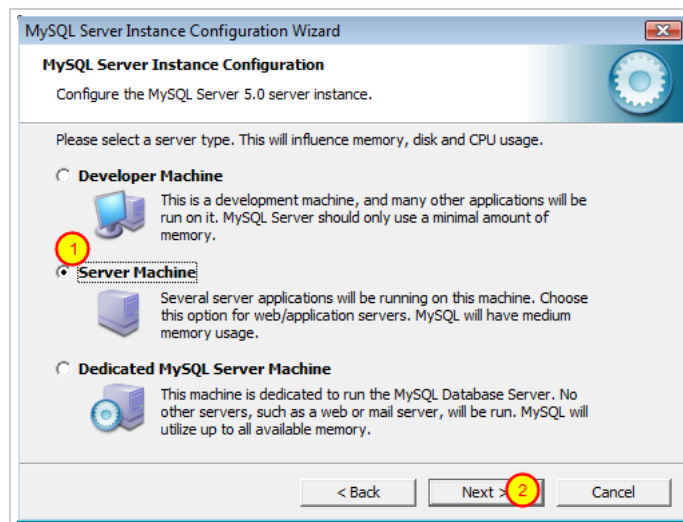 MySQL Server Instance Configuration Wizard
MySQL Server Instance Configuration
Configure the MySQL Server 5.0 server instance.
Please select a server type. This will influence memory, disk and CPU usage.
Developer Machine
This is a development machine, and many other applications will be
run on it. MySQL Server should only use a minimal amount of
memory.
1
Server Machine
Several server applications will be running on this machine. Choose
this option for web/application servers. MySQL will have medium
memory usage.
Dedicated MySQL Server Machine
This machine is dedicated to run the MySQL Database Server. No
other servers, such as a web or mail server, will be run. MySQL will
utilize up to all available memory.
< Back
Next >
2
Cancel